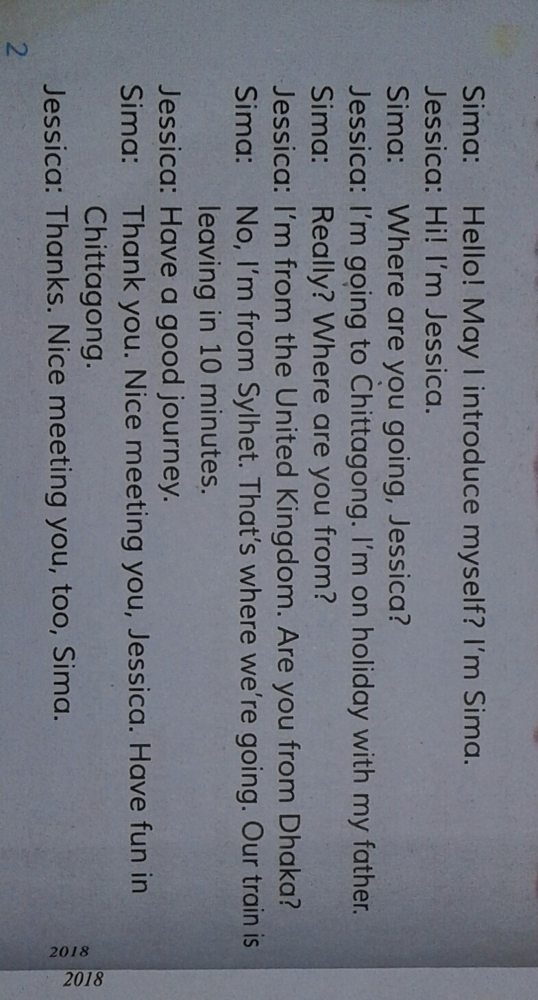 Sima: Hello! May I introduce myself? I'm Sima.
Jessica: Hi! I'm Jessica.
Sima: Where are you going, Jessica?
Jessica: I'm going to Chittagong. I'm on holiday with my father.
Sima: Really? Where are you from?
Jessica: I'm from the United Kingdom. Are you from Dhaka?
Sima: No, I'm from Sylhet. That's where we're going. Our train is
leaving in 10 minutes.
Jessica: Have a good journey.
Sima: Thank you. Nice meeting you, Jessica. Have fun in
Chittagong.
Jessica: Thanks. Nice meeting you, too, Sima.
2
2018
2018